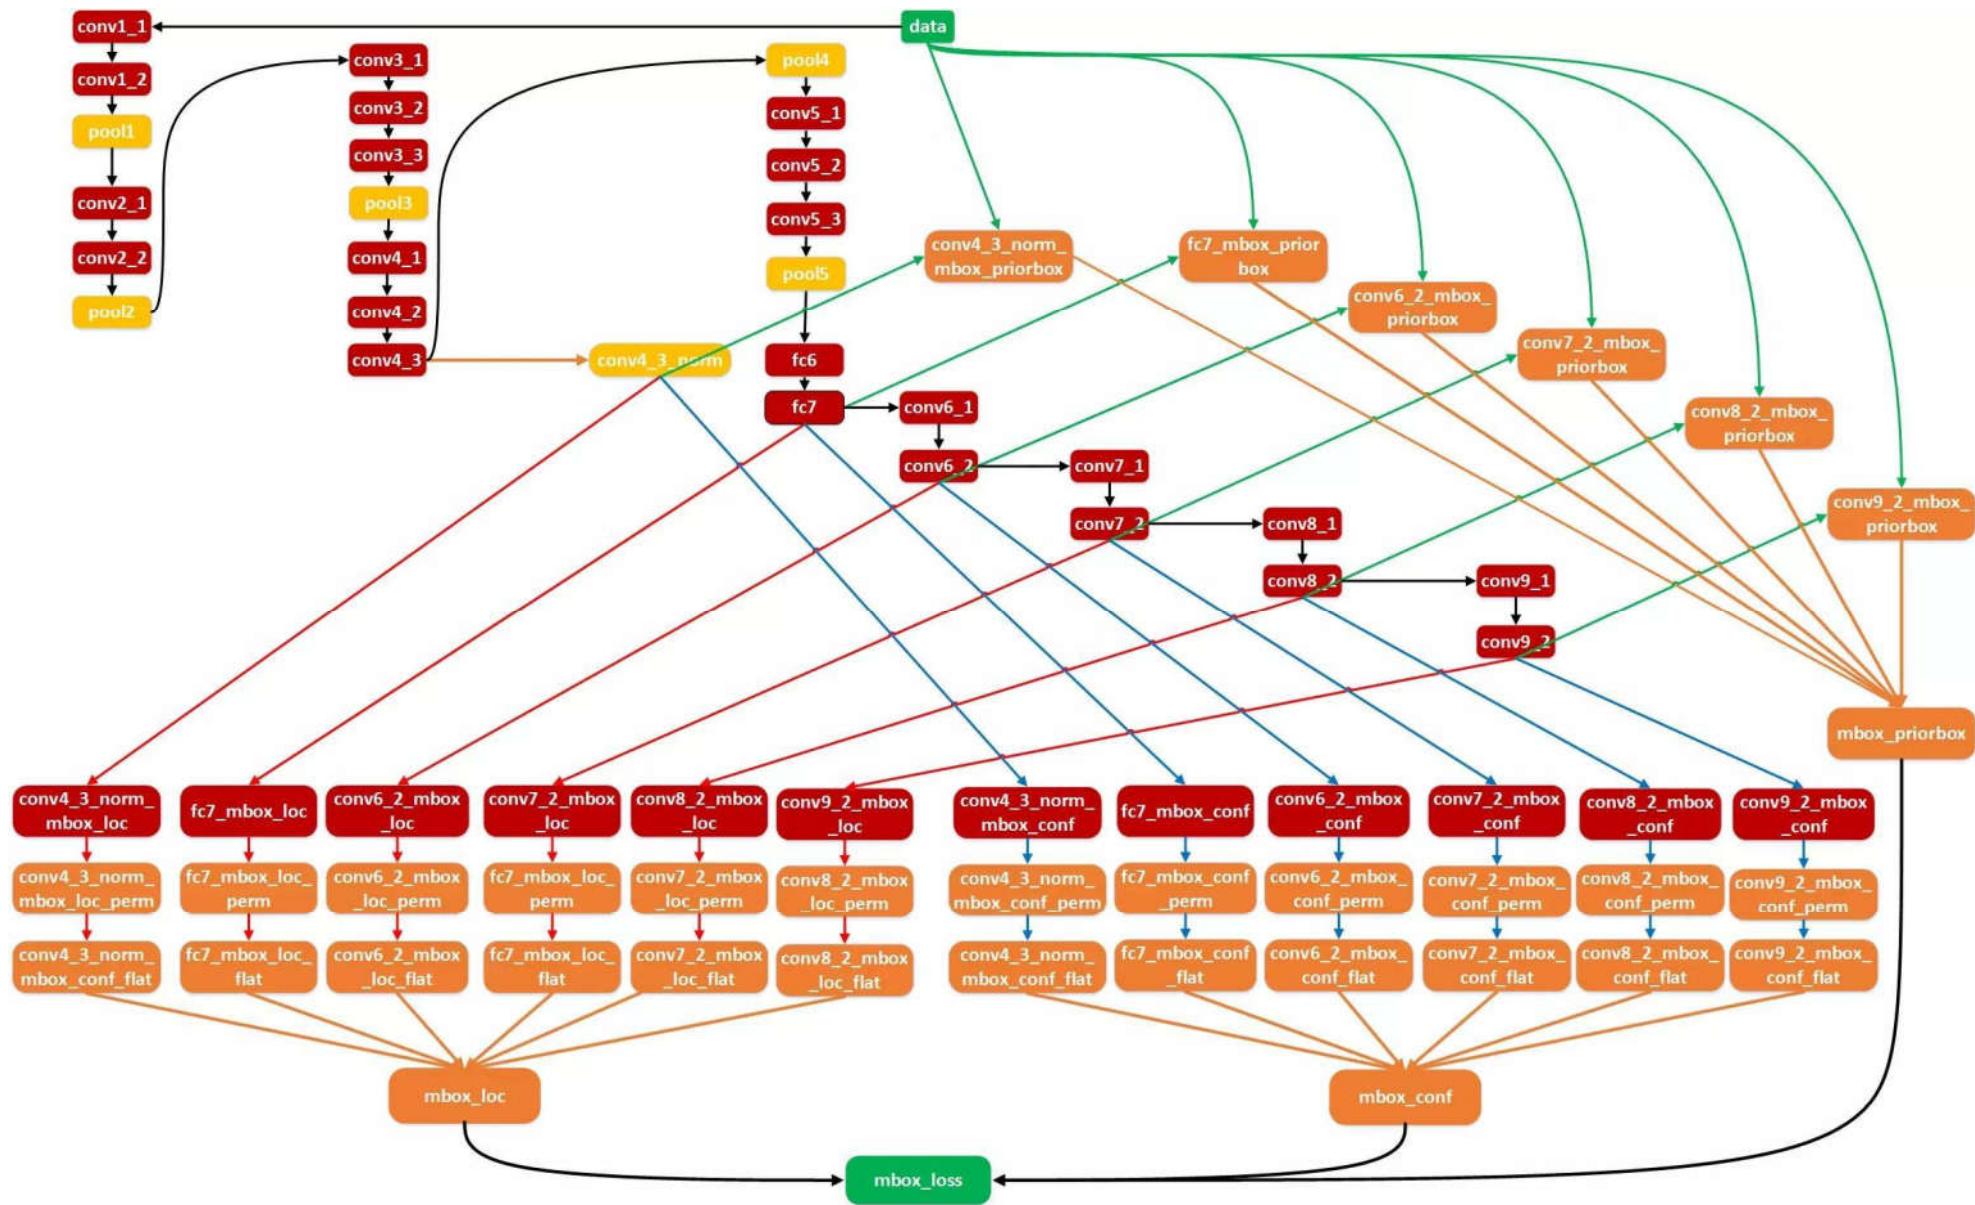 data
conv1_1
conv1_2
pool1
conv2_1
conv2_2
pool2
conv3_1
conv3_2
conv3_3
pool3
conv4_1
conv4_2
conv4_3
conv4_3_norm
pool4
conv5_1
conv5_2
conv5_3
pool5
fc6
fc7
conv6_1
conv6_2
conv7_1
conv7_2
conv8_1
conv8_2
conv9_1
conv9_2
conv4_3_norm_
mbox_priorbox
fc7_mbox_prior
box
conv6_2_mbox_
priorbox
conv7_2_mbox_
priorbox
conv8_2_mbox_
priorbox
conv9_2_mbox_
priorbox
mbox_priorbox
conv4_3_norm_
mbox_loc
fc7_mbox_loc
conv6_2_mbox
_loc
conv7_2_mbox
_loc
conv8_2_mbox
_loc
conv9_2_mbox
_loc
conv4_3_norm_
mbox_conf
fc7_mbox_conf
conv6_2_mbox
_conf
conv7_2_mbox
_conf
conv8_2_mbox
_conf
conv9_2_mbox
_conf
conv4_3_norm_
mbox_loc_perm
fc7_mbox_loc_
perm
conv6_2_mbox
_loc_perm
fc7_mbox_loc_
perm
conv7_2_mbox
_loc_perm
conv8_2_mbox
_loc_perm
conv4_3_norm_
mbox_conf_perm
fc7_mbox_conf
_perm
conv6_2_mbox_
conf_perm
conv7_2_mbox_
conf_perm
conv8_2_mbox_
conf_perm
conv9_2_mbox_
conf_perm
conv4_3_norm_
mbox_conf_flat
fc7_mbox_loc_
flat
conv6_2_mbox
_loc_flat
fc7_mbox_loc_
flat
conv7_2_mbox
_loc_flat
conv8_2_mbox
_loc_flat
conv4_3_norm_
mbox_conf_flat
fc7_mbox_conf
_flat
conv6_2_mbox_
conf_flat
conv7_2_mbox_
conf_flat
conv8_2_mbox_
conf_flat
conv9_2_mbox_
conf_flat
mbox_loc
mbox_conf
mbox_loss